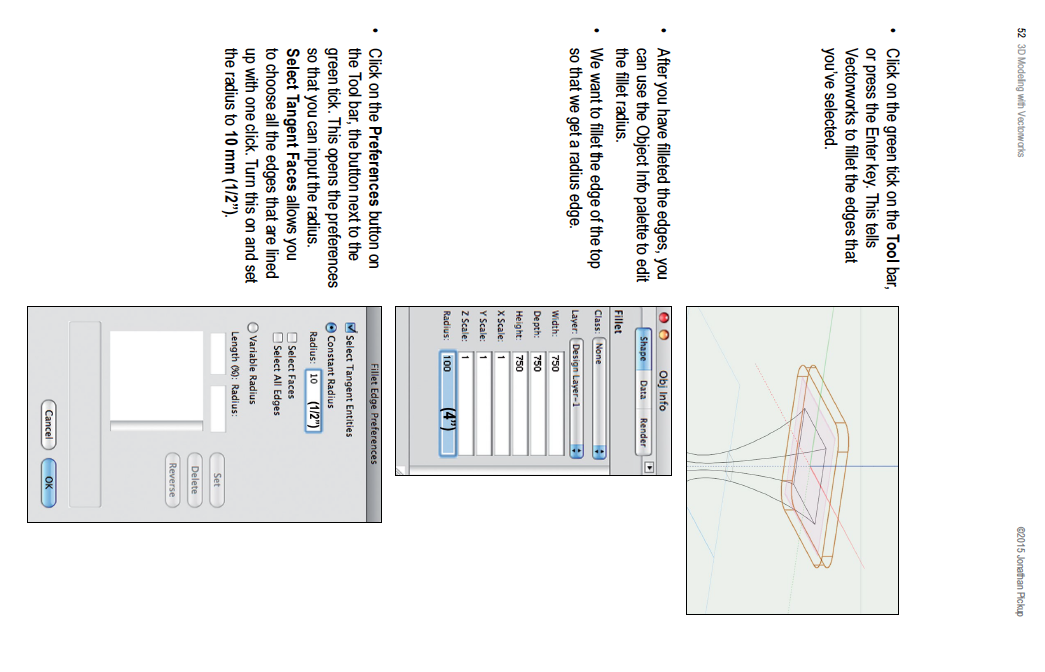 52 3D Modeling with Vectorworks
• Click on the green tick on the Tool bar,
or press the Enter key. This tells
Vectorworks to fillet the edges that
you've selected.
• After you have filleted the edges, you
can use the Object Info palette to edit
the fillet radius.
• We want to fillet the edge of the top
so that we get a radius edge.
Obj Info
Shape Data Render
Fillet
Class: None
Layer: Design Layer-1
Width: 750
Depth: 750
Height: 750
X Scale: 1
Y Scale: 1
Z Scale: 1
Radius: 100 (4")
• Click on the Preferences button on
the Tool bar, the button next to the
green tick. This opens the preferences
so that you can input the radius.
Select Tangent Faces allows you
to choose all the edges that are lined
up with one click. Turn this on and set
the radius to 10 mm (1/2”).
Fillet Edge Preferences
Select Tangent Entities
Constant Radius
Radius: 10 (1/2")
Select Faces
Select All Edges
Variable Radius
Length (%): Radius:
Set
Delete
Reverse
Cancel OK
©2015 Jonathan Pickup